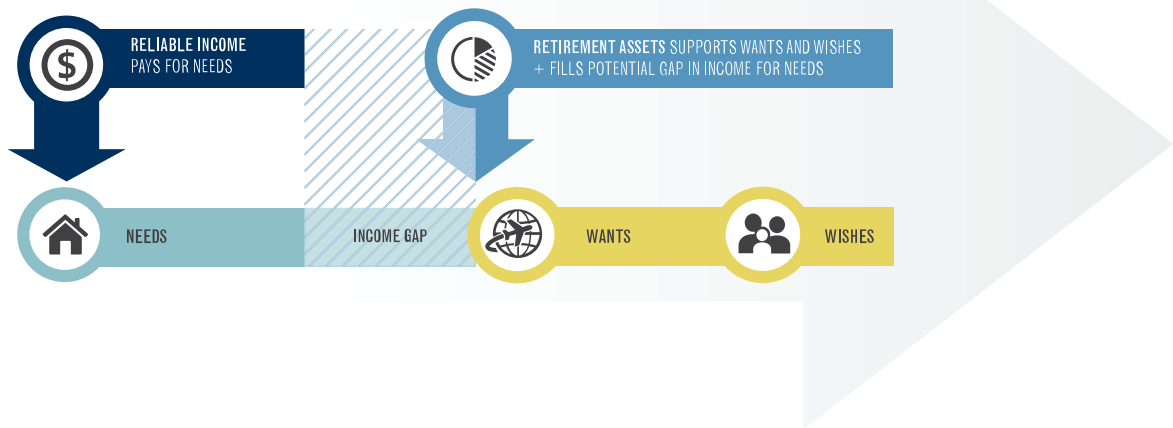 RELIABLE INCOME
PAYS FOR NEEDS
RETIREMENT ASSETS SUPPORTS WANTS AND WISHES
+ FILLS POTENTIAL GAP IN INCOME FOR NEEDS
$
NEEDS
INCOME GAP
WANTS
WISHES